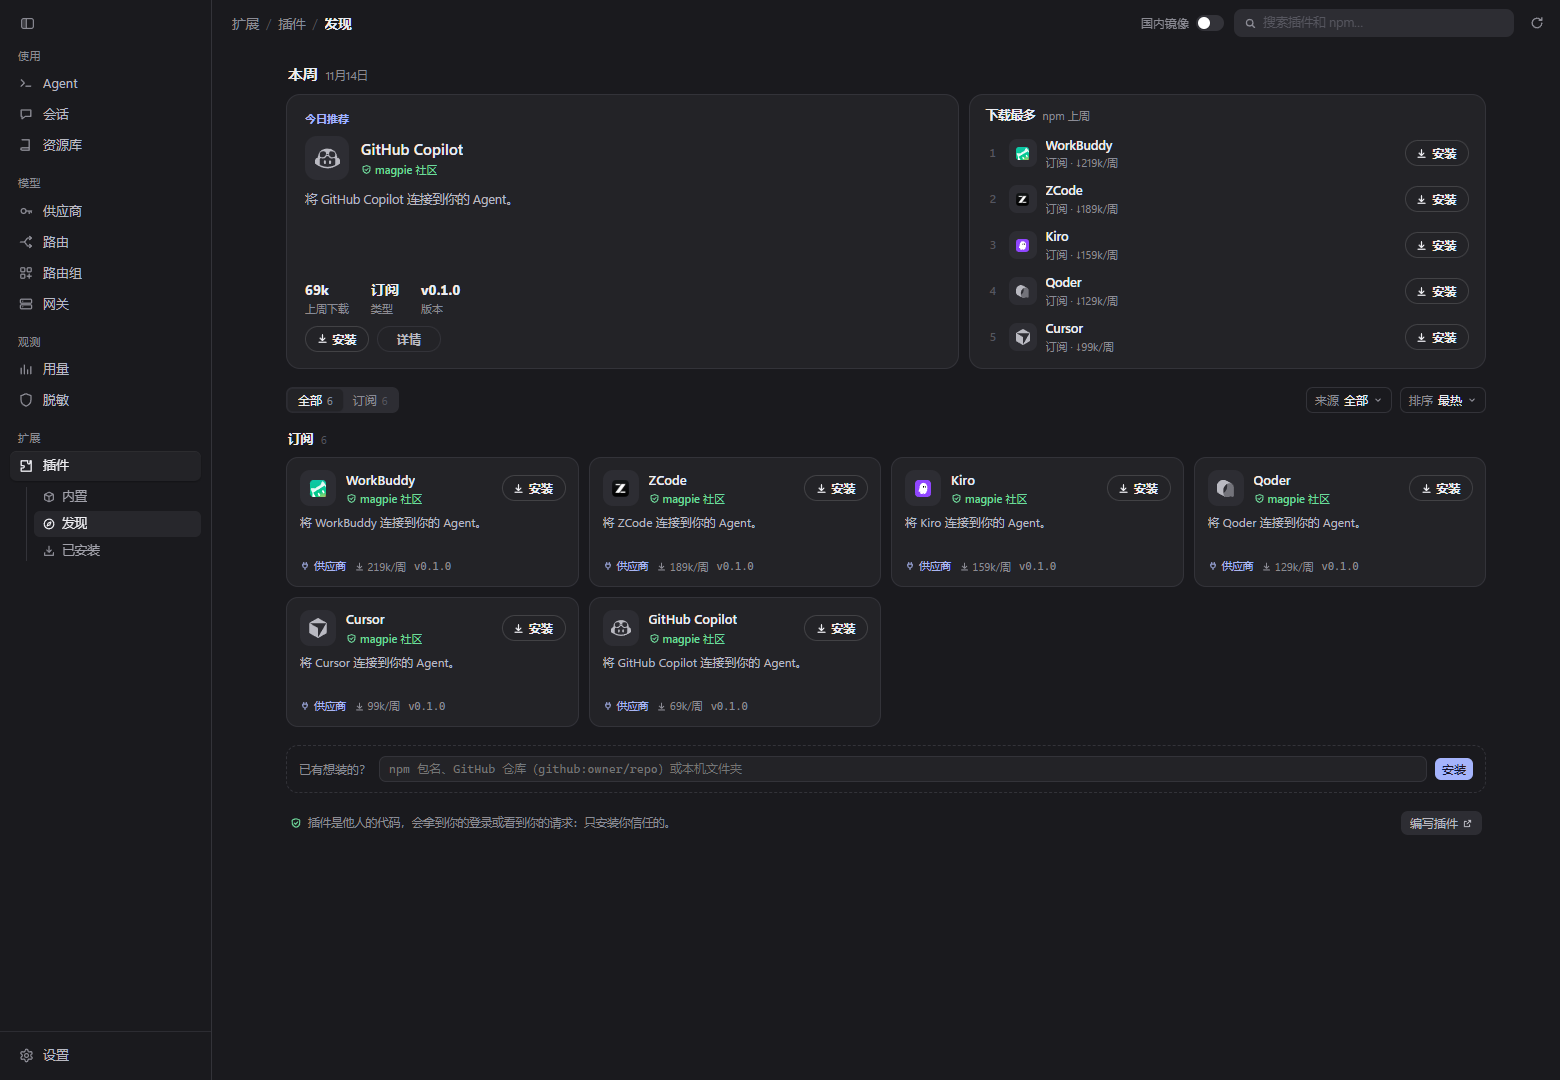 使用
Agent
会话
资源库
模型
供应商
路由
路由组
网关
观测
用量
脱敏
扩展
插件
内置
发现
已安装
设置
扩展 / 插件 / 发现
国内镜像
搜索插件和 npm...
本周 11月14日
今日推荐
GitHub Copilot
magpie 社区
将 GitHub Copilot 连接到你的 Agent。
69k 订阅 v0.1.0
上周下载 类型 版本
安装 详情
下载最多 npm 上周
1 WorkBuddy
订阅 · ↓219k/周
安装
2 ZCode
订阅 · ↓189k/周
安装
3 Kiro
订阅 · ↓159k/周
安装
4 Qoder
订阅 · ↓129k/周
安装
5 Cursor
订阅 · ↓99k/周
安装
全部 6 订阅 6
来源 全部 排序 最热
订阅 6
WorkBuddy
magpie 社区
安装
将 WorkBuddy 连接到你的 Agent。
供应商 219k/周 v0.1.0
ZCode
magpie 社区
安装
将 ZCode 连接到你的 Agent。
供应商 189k/周 v0.1.0
Kiro
magpie 社区
安装
将 Kiro 连接到你的 Agent。
供应商 159k/周 v0.1.0
Qoder
magpie 社区
安装
将 Qoder 连接到你的 Agent。
供应商 129k/周 v0.1.0
Cursor
magpie 社区
安装
将 Cursor 连接到你的 Agent。
供应商 99k/周 v0.1.0
GitHub Copilot
magpie 社区
安装
将 GitHub Copilot 连接到你的 Agent。
供应商 69k/周 v0.1.0
已有想装的？ npm 包名、GitHub 仓库（github:owner/repo）或本机文件夹 安装
插件是他人的代码，会拿到你的登录或看到你的请求：只安装你信任的。
编写插件